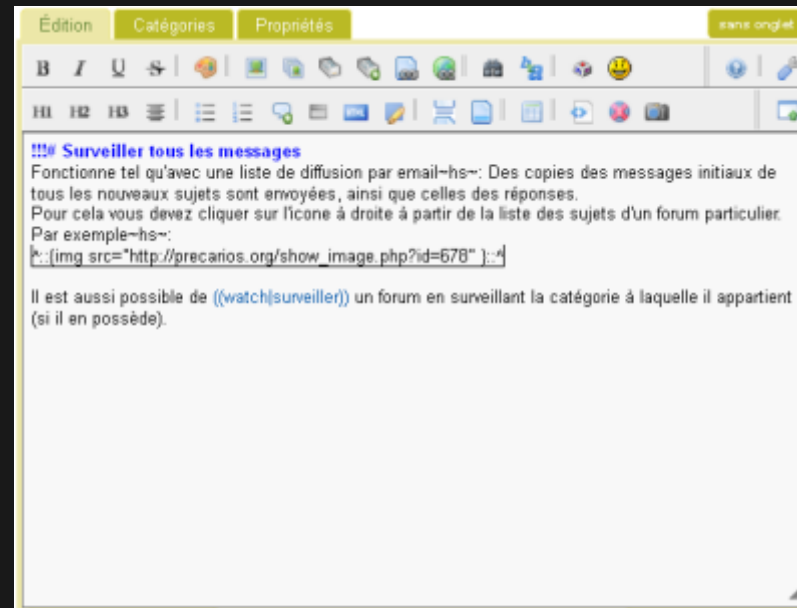 Édition Catégories Propriétés sans onglet
B I U S
H1 H2 H3
!!!# Surveiller tous les messages
Fonctionne tel qu'avec une liste de diffusion par email~hs~: Des copies des messages initiaux de
tous les nouveaux sujets sont envoyées, ainsi que celles des réponses.
Pour cela vous devez cliquer sur l'icone à droite à partir de la liste des sujets d'un forum particulier.
Par exemple~hs~:
^::{img src="http://precarios.org/show_image.php?id=678" }::^
Il est aussi possible de ((watch|surveiller)) un forum en surveillant la catégorie à laquelle il appartient
(si il en possède).